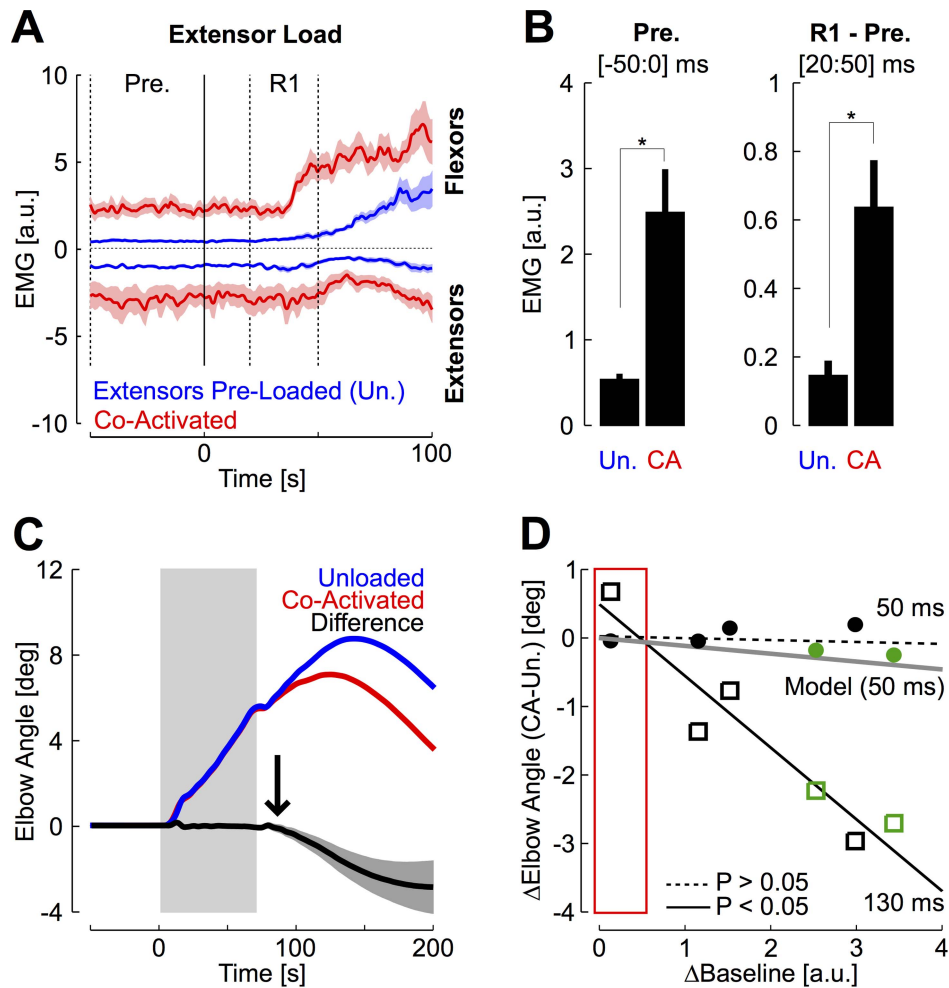 A
Extensor Load
EMG [a.u.]
10
5
0
-5
-10
Pre.
R1
Flexors
Extensors
Extensors Pre-Loaded (Un.)
Co-Activated
0
100
Time [s]
B
Pre.
[-50:0] ms
EMG [a.u.]
4
3
2
1
0
*
Un.
CA
R1 - Pre.
[20:50] ms
1
0.8
0.6
0.4
0.2
0
*
Un.
CA
C
Elbow Angle [deg]
12
8
4
0
-4
Unloaded
Co-Activated
Difference
0
100
200
Time [s]
D
ΔElbow Angle (CA-Un.) [deg]
1
0
-1
-2
-3
-4
50 ms
Model (50 ms)
P > 0.05
P < 0.05
130 ms
0
1
2
3
4
ΔBaseline [a.u.]